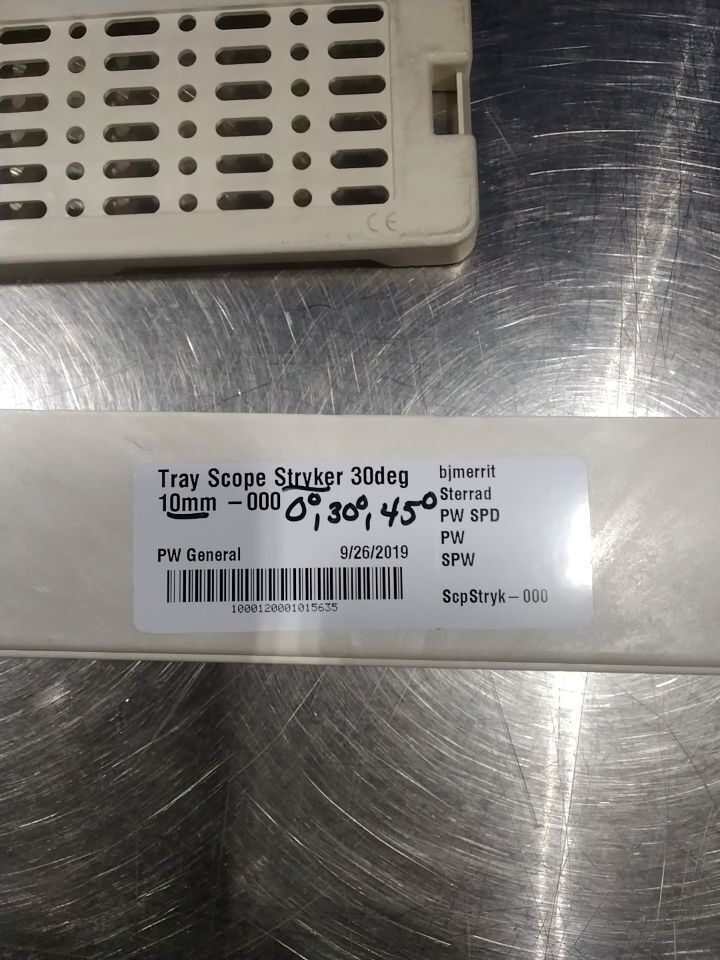 CE
Tray Scope Stryker 30deg
10mm -000 0°, 30°, 45°
PW General 9/26/2019
1000120001015635
bjmerrit
Sterrad
PW SPD
PW
SPW
ScpStryk-000